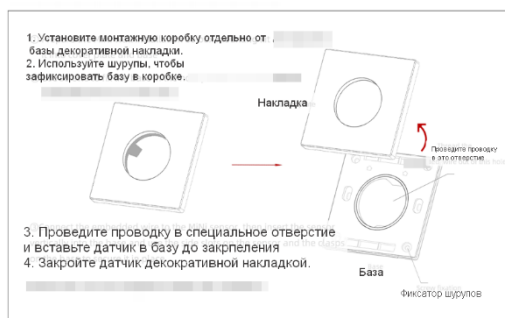 1. Установите монтажную коробку отдельно от
базы декоративной накладки.
2. Используйте шурупы, чтобы
зафиксировать базу в коробке.
Накладка
Проведите проводку
в это отверстие
3. Проведите проводку в специальное отверстие
и вставьте датчик в базу до закрпления
4. Закройте датчик декоративной накладкой.
База
Фиксатор шурупов